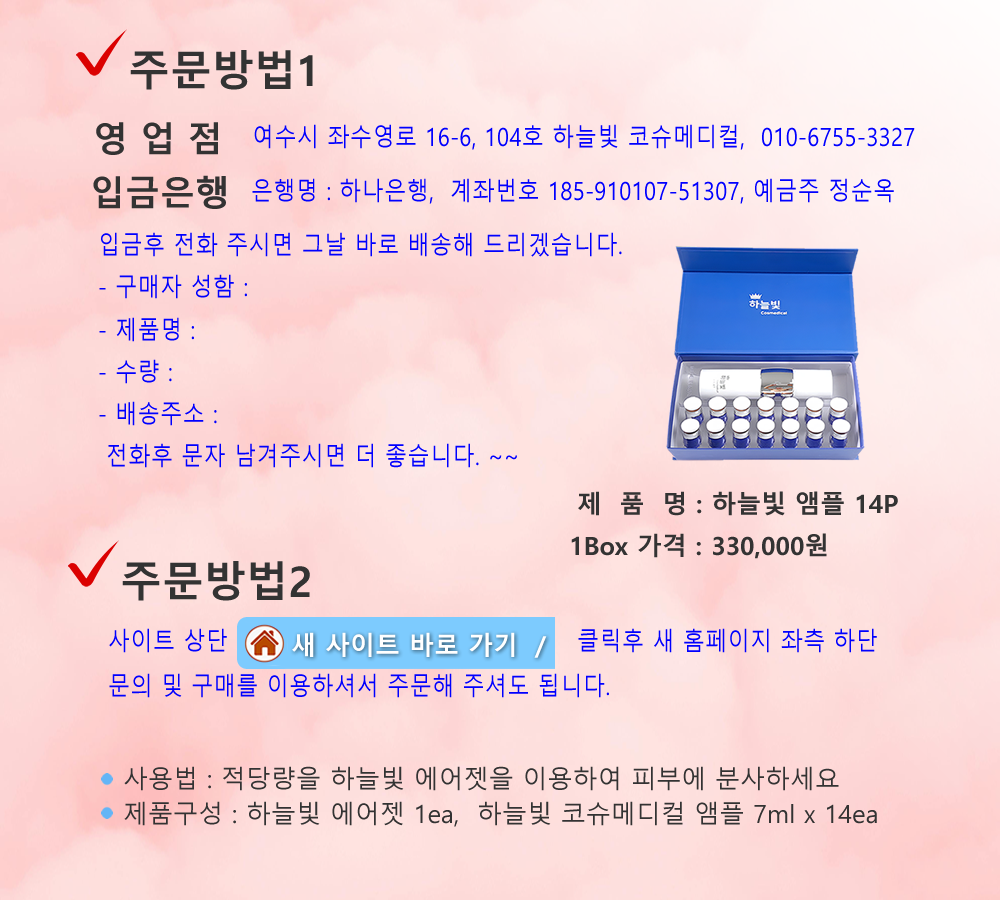 주문방법1
영 업 점 여수시 좌수영로 16-6, 104호 하늘빛 코슈메디컬, 010-6755-3327
입금은행 은행명 : 하나은행, 계좌번호 185-910107-51307, 예금주 정순옥
입금후 전화 주시면 그날 바로 배송해 드리겠습니다.
- 구매자 성함 :
- 제품명 :
- 수량 :
- 배송주소 :
전화후 문자 남겨주시면 더 좋습니다. ~~
하늘빛
Cosmedical
제 품 명 : 하늘빛 앰플 14P
1Box 가격 : 330,000원
주문방법2
사이트 상단 새 사이트 바로 가기 / 클릭후 새 홈페이지 좌측 하단
문의 및 구매를 이용하셔서 주문해 주셔도 됩니다.
사용법 : 적당량을 하늘빛 에어젯을 이용하여 피부에 분사하세요
제품구성 : 하늘빛 에어젯 1ea, 하늘빛 코슈메디컬 앰플 7ml x 14ea